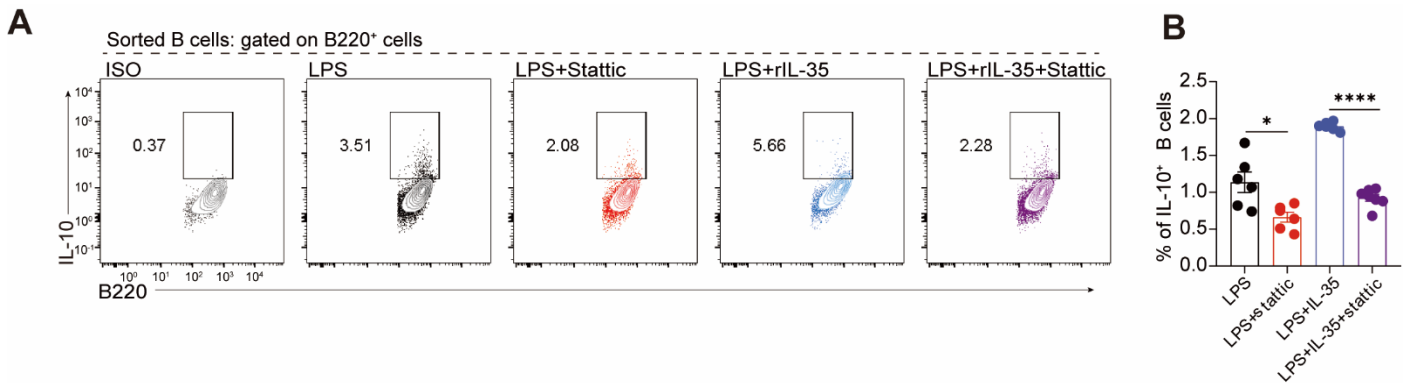 A
B
Sorted B cells: gated on B220⁺ cells
ISO
LPS
LPS+Stattic
LPS+rIL-35
LPS+rIL-35+Stattic
0.37
3.51
2.08
5.66
2.28
10⁴
10³
10²
10¹
10⁰
10⁻¹
IL-10
10⁰ 10¹ 10² 10³ 10⁴
B220
% of IL-10⁺ B cells
2.5
2.0
1.5
1.0
0.5
0.0
*
****
LPS
LPS+stattic
LPS+IL-35
LPS+IL-35+stattic